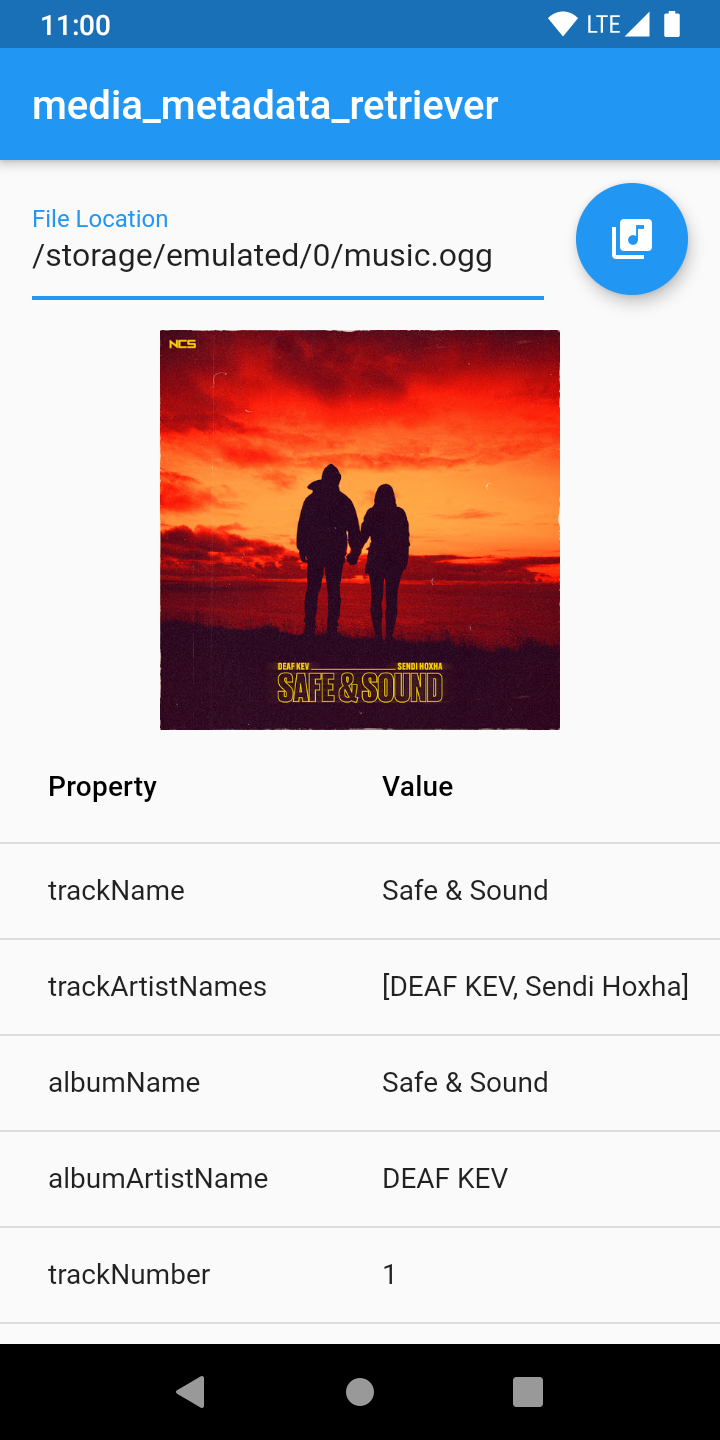 11:00
LTE
media_metadata_retriever
File Location
/storage/emulated/0/music.ogg
NCS
DEAF KEV SENDI HOXHA
SAFE & SOUND
Property Value
trackName Safe & Sound
trackArtistNames [DEAF KEV, Sendi Hoxha]
albumName Safe & Sound
albumArtistName DEAF KEV
trackNumber 1